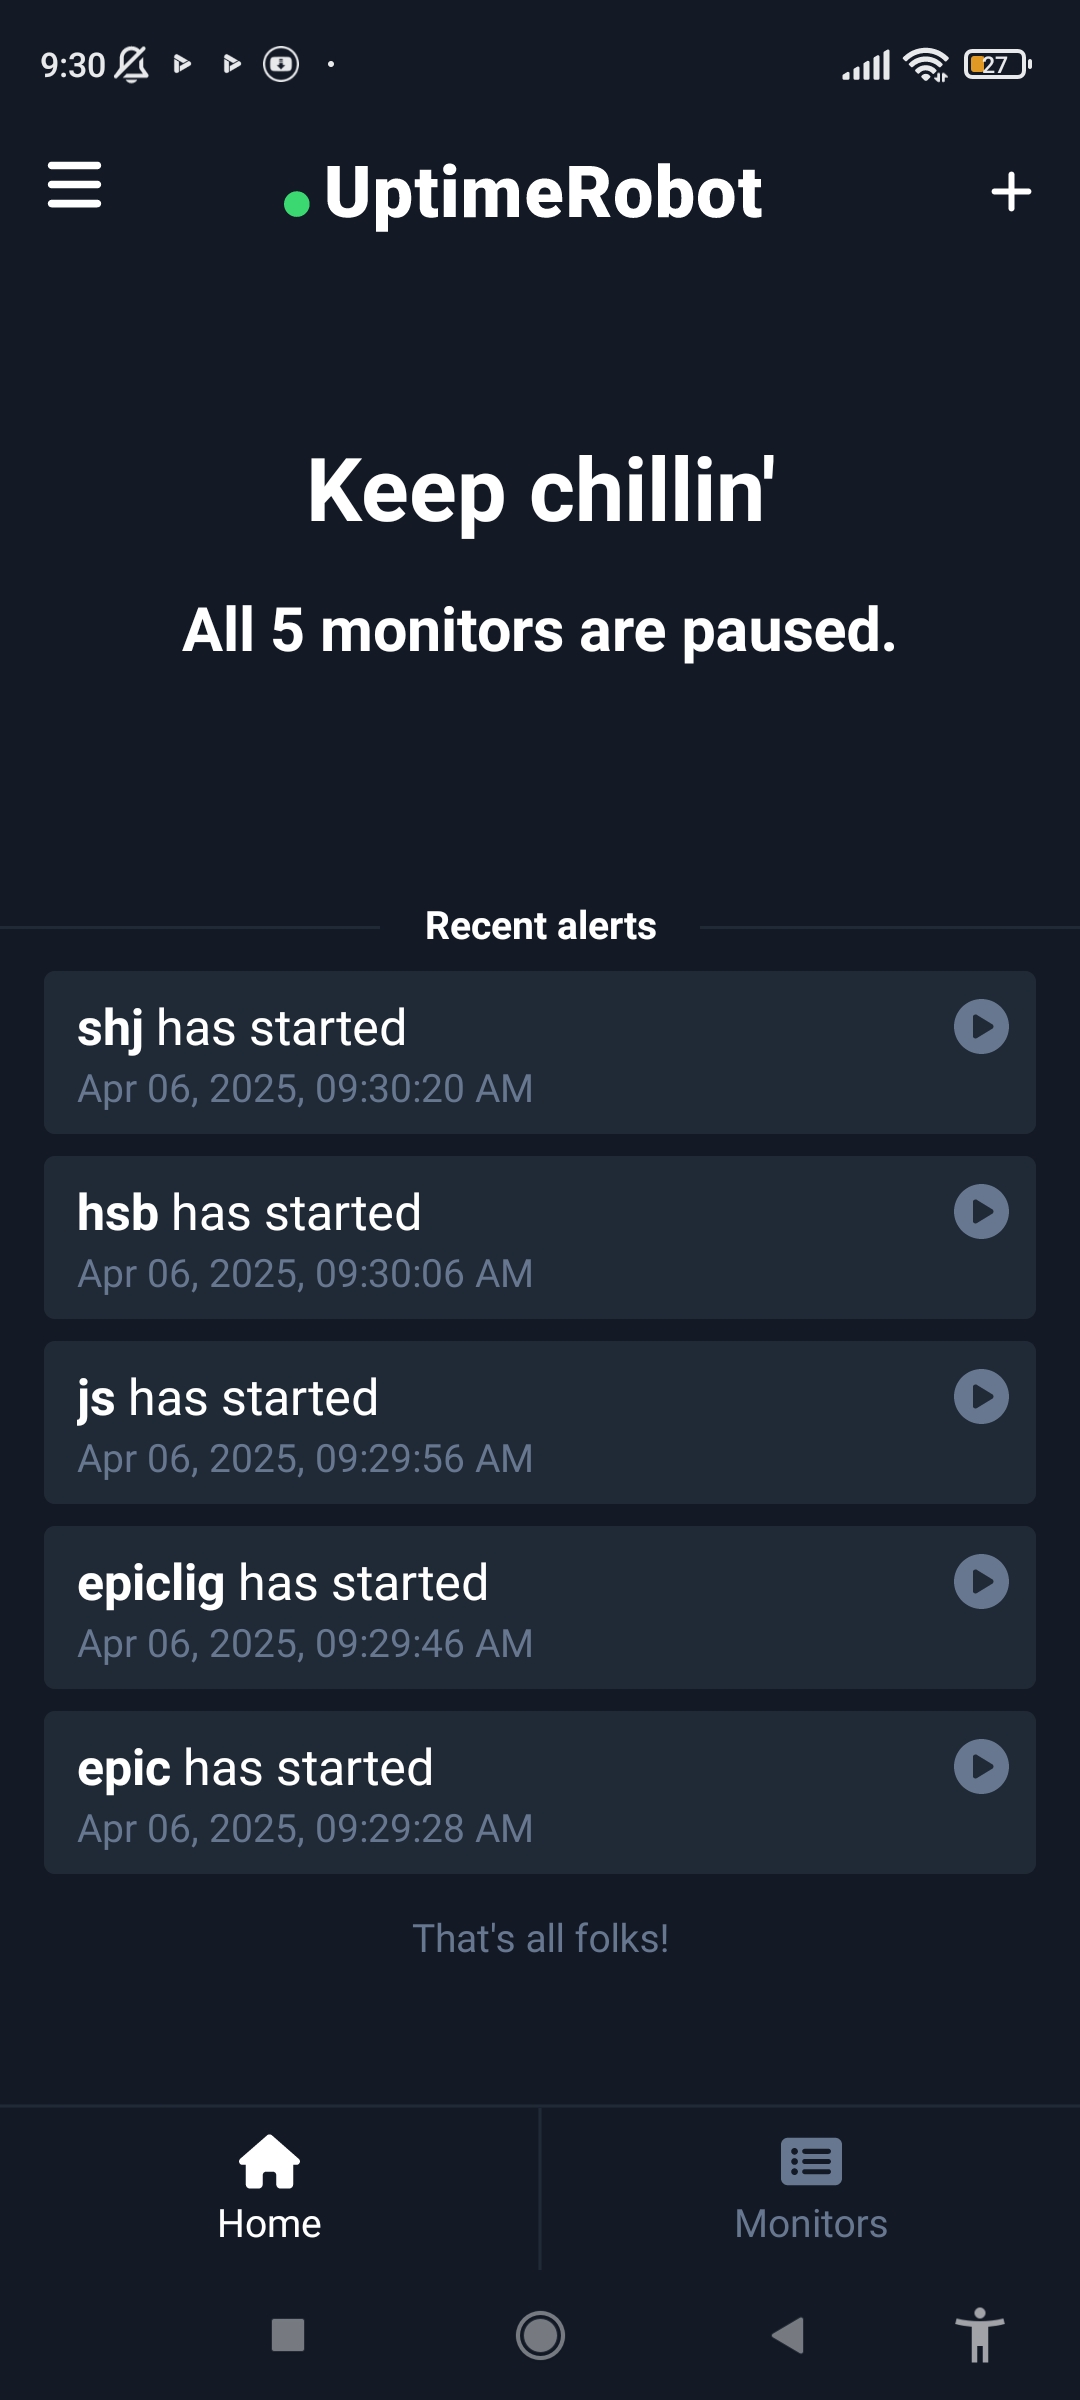 9:30
27
UptimeRobot
Keep chillin'
All 5 monitors are paused.
Recent alerts
shj has started
Apr 06, 2025, 09:30:20 AM
hsb has started
Apr 06, 2025, 09:30:06 AM
js has started
Apr 06, 2025, 09:29:56 AM
epiclig has started
Apr 06, 2025, 09:29:46 AM
epic has started
Apr 06, 2025, 09:29:28 AM
That's all folks!
Home
Monitors